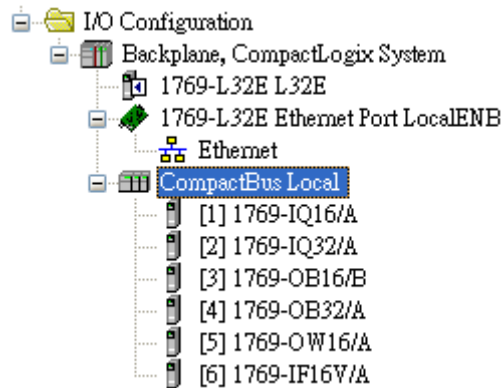 I/O Configuration
Backplane, CompactLogix System
1769-L32E L32E
1769-L32E Ethernet Port LocalENB
Ethernet
CompactBus Local
[1] 1769-IQ16/A
[2] 1769-IQ32/A
[3] 1769-OB16/B
[4] 1769-OB32/A
[5] 1769-OW16/A
[6] 1769-IF16V/A